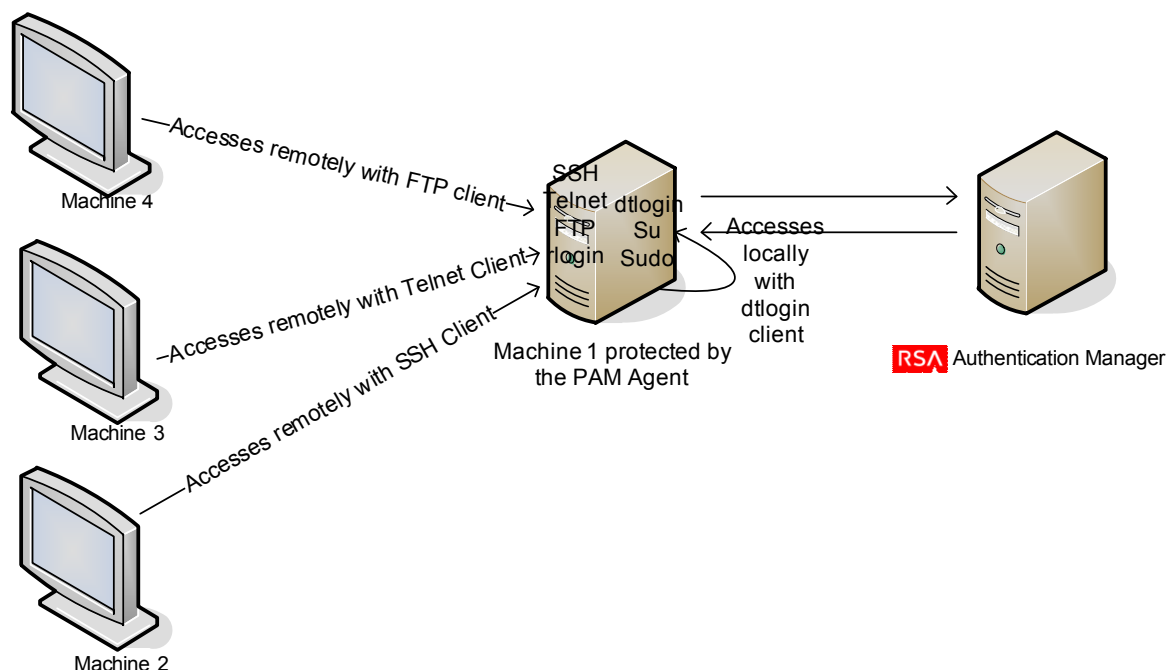 Accesses remotely with FTP client
Machine 4
SSH
Telnet
FTP
rlogin
dtlogin
Su
Sudo
Accesses
locally
with
dtlogin
client
Accesses remotely with Telnet Client
Machine 1 protected by
the PAM Agent
RSA Authentication Manager
Machine 3
Accesses remotely with SSH Client
Machine 2